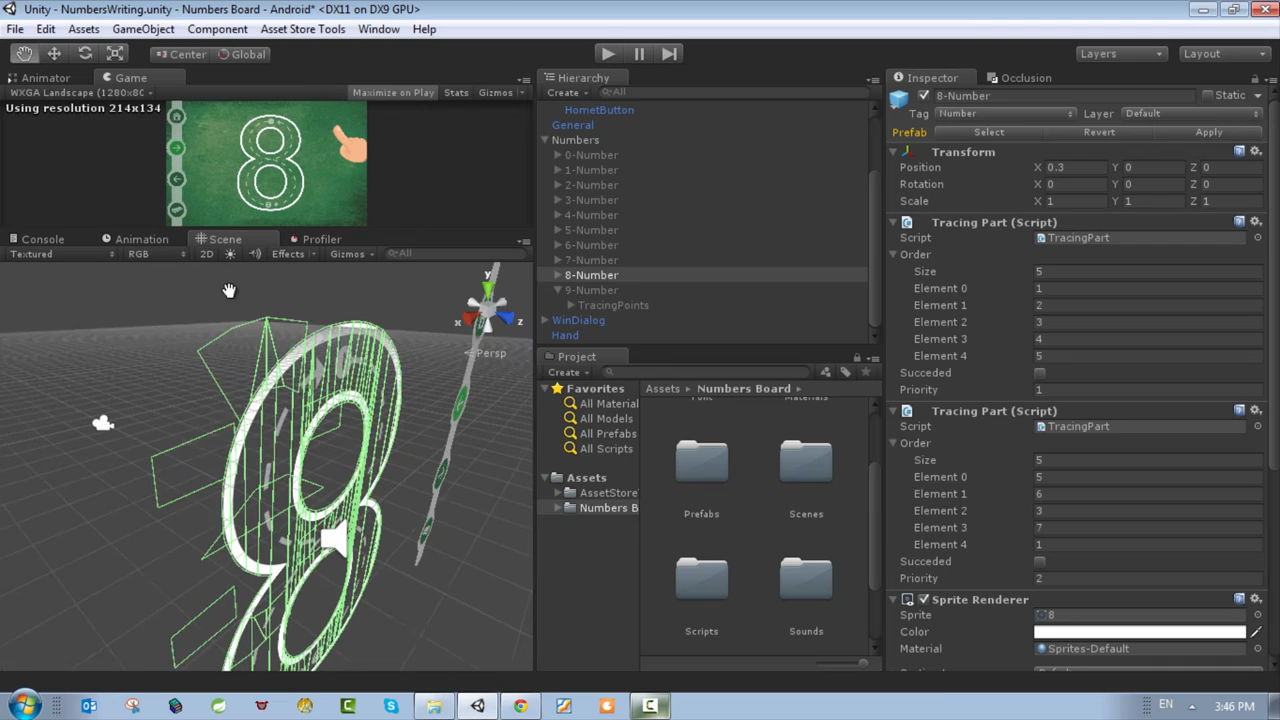 Unity - NumbersWriting.unity - Numbers Board - Android* <DX11 on DX9 GPU>
File Edit Assets GameObject Component Asset Store Tools Window Help
Center Global Layers Layout
Animator Game
WXGA Landscape (1280x80 Maximize on Play Stats Gizmos
Using resolution 214x134
8
Console Animation Scene Profiler
Textured RGB 2D Effects Gizmos All
y
x z
Persp
Hierarchy
Create All
HometButton
General
Numbers
0-Number
1-Number
2-Number
3-Number
4-Number
5-Number
6-Number
7-Number
8-Number
9-Number
TracingPoints
WinDialog
Hand
Project
Create
Favorites
All Material
All Models
All Prefabs
All Scripts
Assets
AssetStore
Numbers B
Assets Numbers Board
Prefabs Scenes
Scripts Sounds
Inspector Occlusion
8-Number Static
Tag Number Layer Default
Prefab Select Revert Apply
Transform
Position X 0.3 Y 0 Z 0
Rotation X 0 Y 0 Z 0
Scale X 1 Y 1 Z 1
Tracing Part (Script)
Script TracingPart
Order
Size 5
Element 0 1
Element 1 2
Element 2 3
Element 3 4
Element 4 5
Succeded
Priority 1
Tracing Part (Script)
Script TracingPart
Order
Size 5
Element 0 5
Element 1 6
Element 2 3
Element 3 7
Element 4 1
Succeded
Priority 2
Sprite Renderer
Sprite 8
Color
Material Sprites-Default
EN 3:46 PM